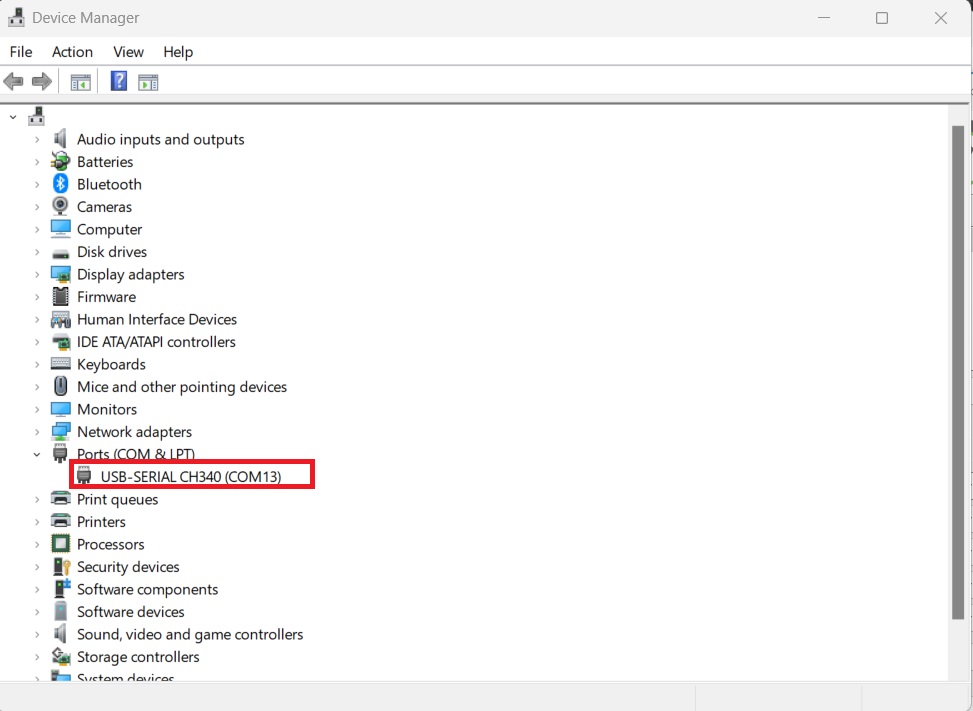 Device Manager
File Action View Help
?
Audio inputs and outputs
Batteries
Bluetooth
Cameras
Computer
Disk drives
Display adapters
Firmware
Human Interface Devices
IDE ATA/ATAPI controllers
Keyboards
Mice and other pointing devices
Monitors
Network adapters
Ports (COM & LPT)
USB-SERIAL CH340 (COM13)
Print queues
Printers
Processors
Security devices
Software components
Software devices
Sound, video and game controllers
Storage controllers
System devices